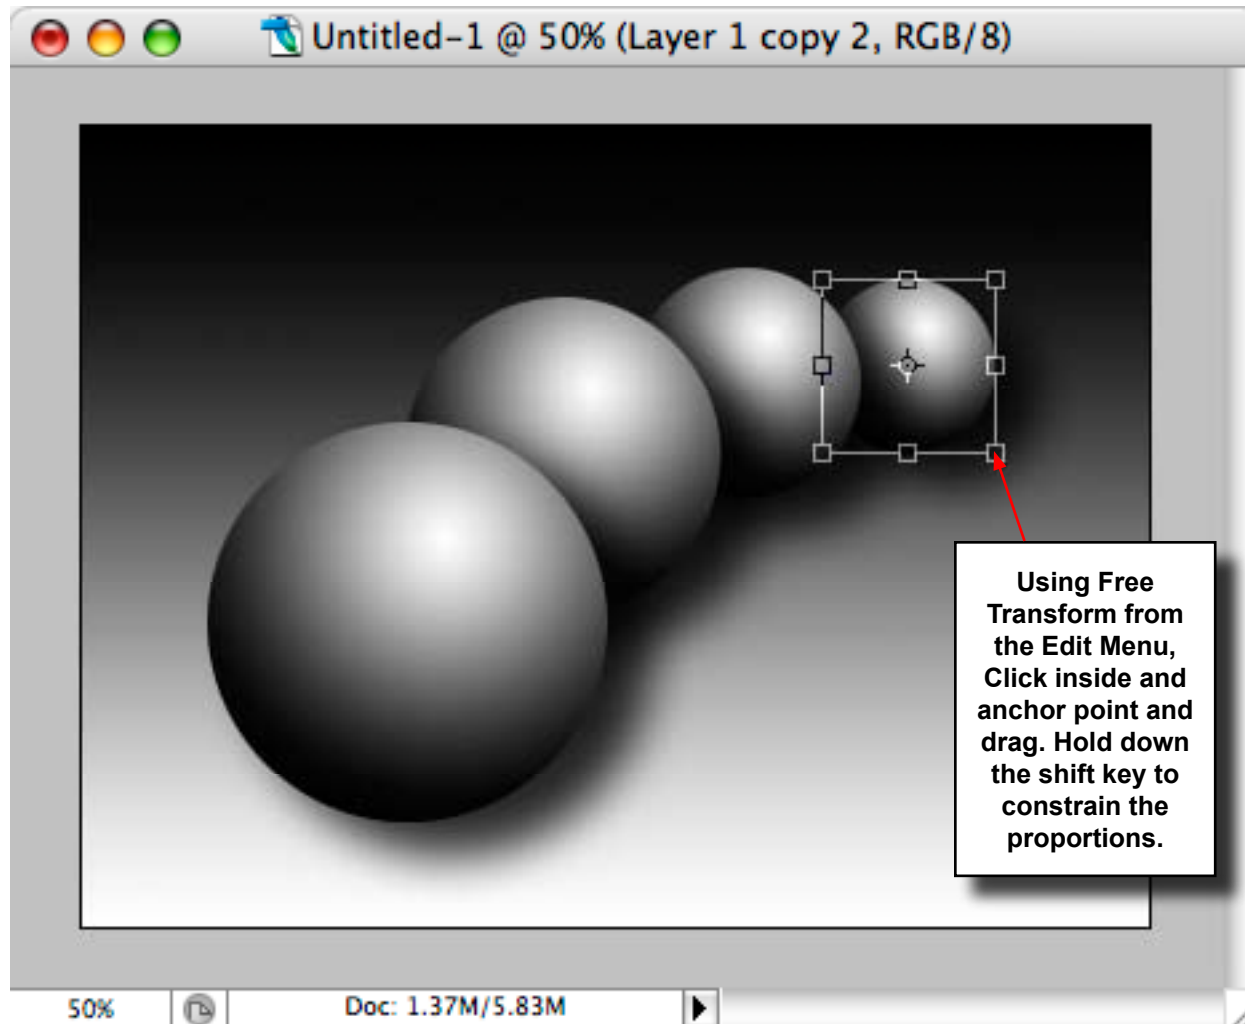 Untitled-1 @ 50% (Layer 1 copy 2, RGB/8)
Using Free
Transform from
the Edit Menu,
Click inside and
anchor point and
drag. Hold down
the shift key to
constrain the
proportions.
50%
Doc: 1.37M/5.83M